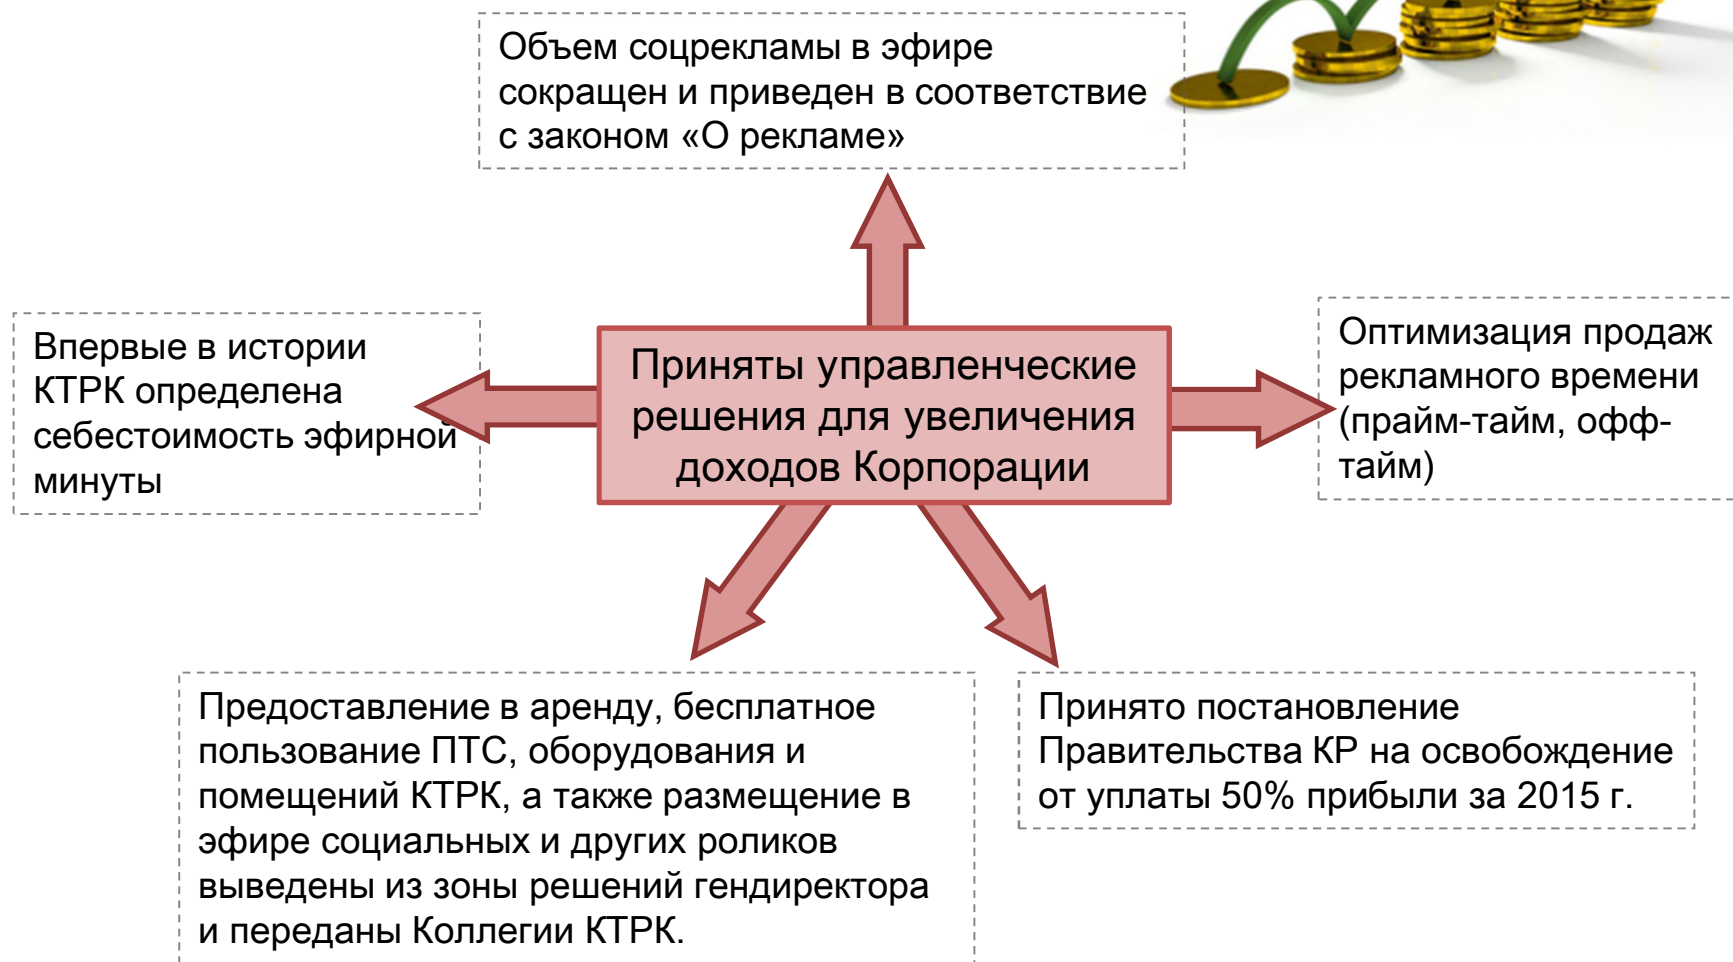 Объем соцрекламы в эфире
сокращен и приведен в соответствие
с законом «О рекламе»
Впервые в истории
КТРК определена
себестоимость эфирной
минуты
Приняты управленческие
решения для увеличения
доходов Корпорации
Оптимизация продаж
рекламного времени
(прайм-тайм, офф-
тайм)
Предоставление в аренду, бесплатное
пользование ПТС, оборудования и
помещений КТРК, а также размещение в
эфире социальных и других роликов
выведены из зоны решений гендиректора
и переданы Коллегии КТРК.
Принято постановление
Правительства КР на освобождение
от уплаты 50% прибыли за 2015 г.